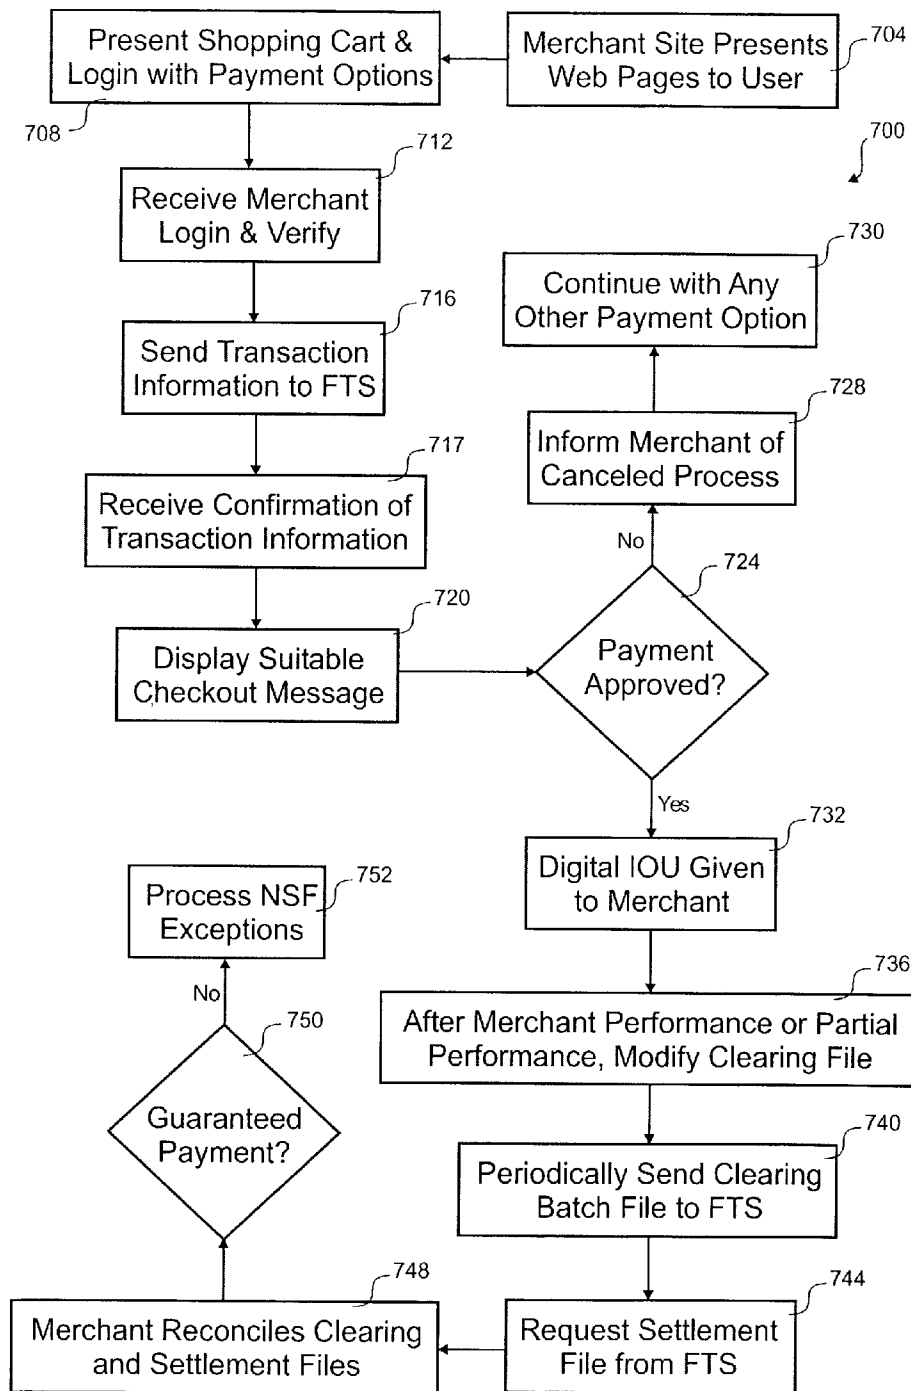 Merchant Site Presents
Web Pages to User
704
Present Shopping Cart &
Login with Payment Options
708
700
712
Receive Merchant
Login & Verify
716
Send Transaction
Information to FTS
717
Receive Confirmation of
Transaction Information
720
Display Suitable
Checkout Message
724
Payment
Approved?
No
728
Inform Merchant of
Canceled Process
730
Continue with Any
Other Payment Option
Yes
732
Digital IOU Given
to Merchant
736
After Merchant Performance or Partial
Performance, Modify Clearing File
740
Periodically Send Clearing
Batch File to FTS
744
Request Settlement
File from FTS
748
Merchant Reconciles Clearing
and Settlement Files
750
Guaranteed
Payment?
No
752
Process NSF
Exceptions